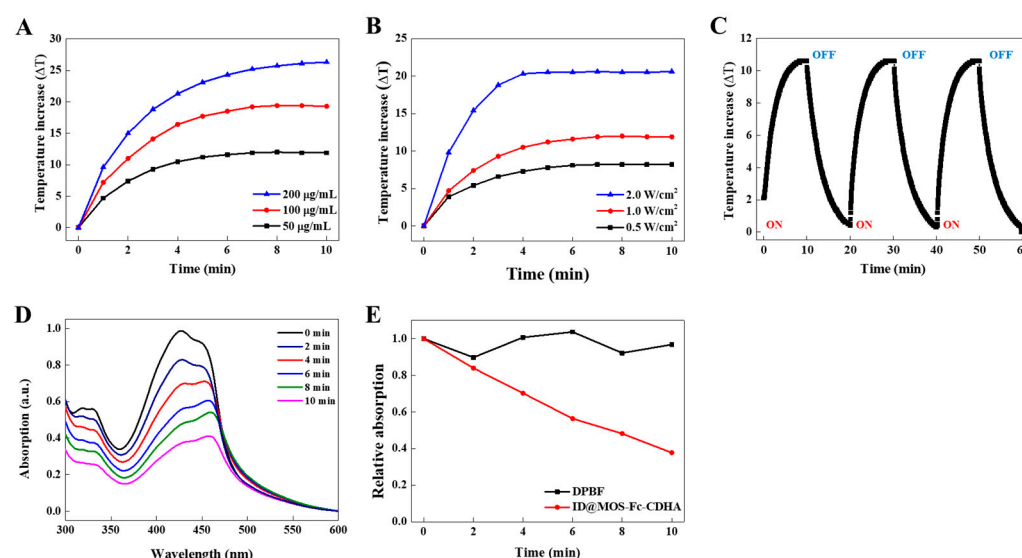 A
Temperature increase (ΔT)
30
25
20
15
10
5
0
200 μg/mL
100 μg/mL
50 μg/mL
0 2 4 6 8 10
Time (min)
B
Temperature increase (ΔT)
25
20
15
10
5
0
2.0 W/cm²
1.0 W/cm²
0.5 W/cm²
0 2 4 6 8 10
Time (min)
C
Temperature increase (ΔT)
12
10
8
6
4
2
0
OFF OFF OFF
ON ON ON
0 10 20 30 40 50 60
Time (min)
D
Absorption (a.u.)
1.0
0.8
0.6
0.4
0.2
0.0
0 min
2 min
4 min
6 min
8 min
10 min
300 350 400 450 500 550 600
Wavelength (nm)
E
Relative absorption
1.0
0.8
0.6
0.4
0.2
0.0
DPBF
ID@MOS-Fc-CDHA
0 2 4 6 8 10
Time (min)